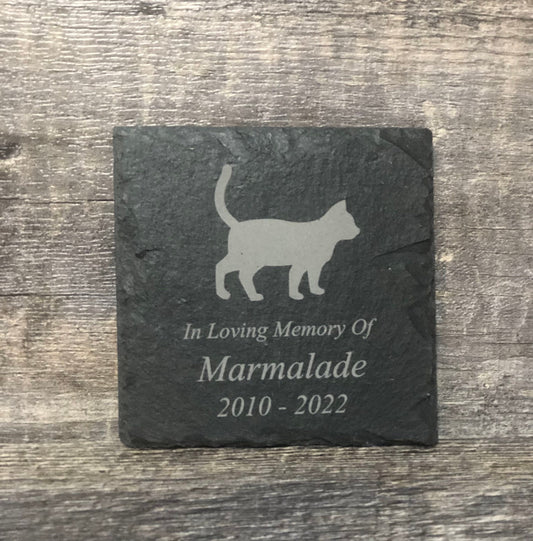 In Loving Memory Of
Marmalade
2010 - 2022